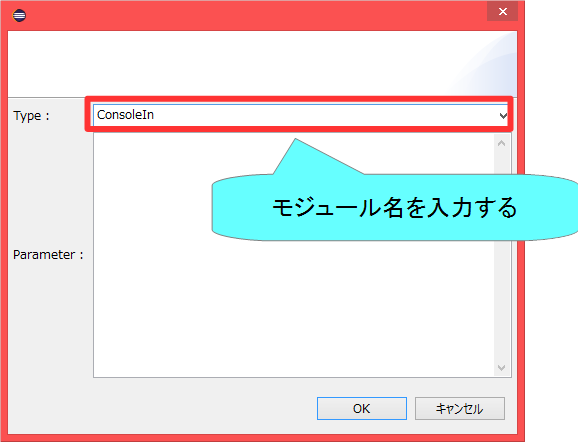 Type :
ConsoleIn
モジュール名を入力する
Parameter :
OK
キャンセル